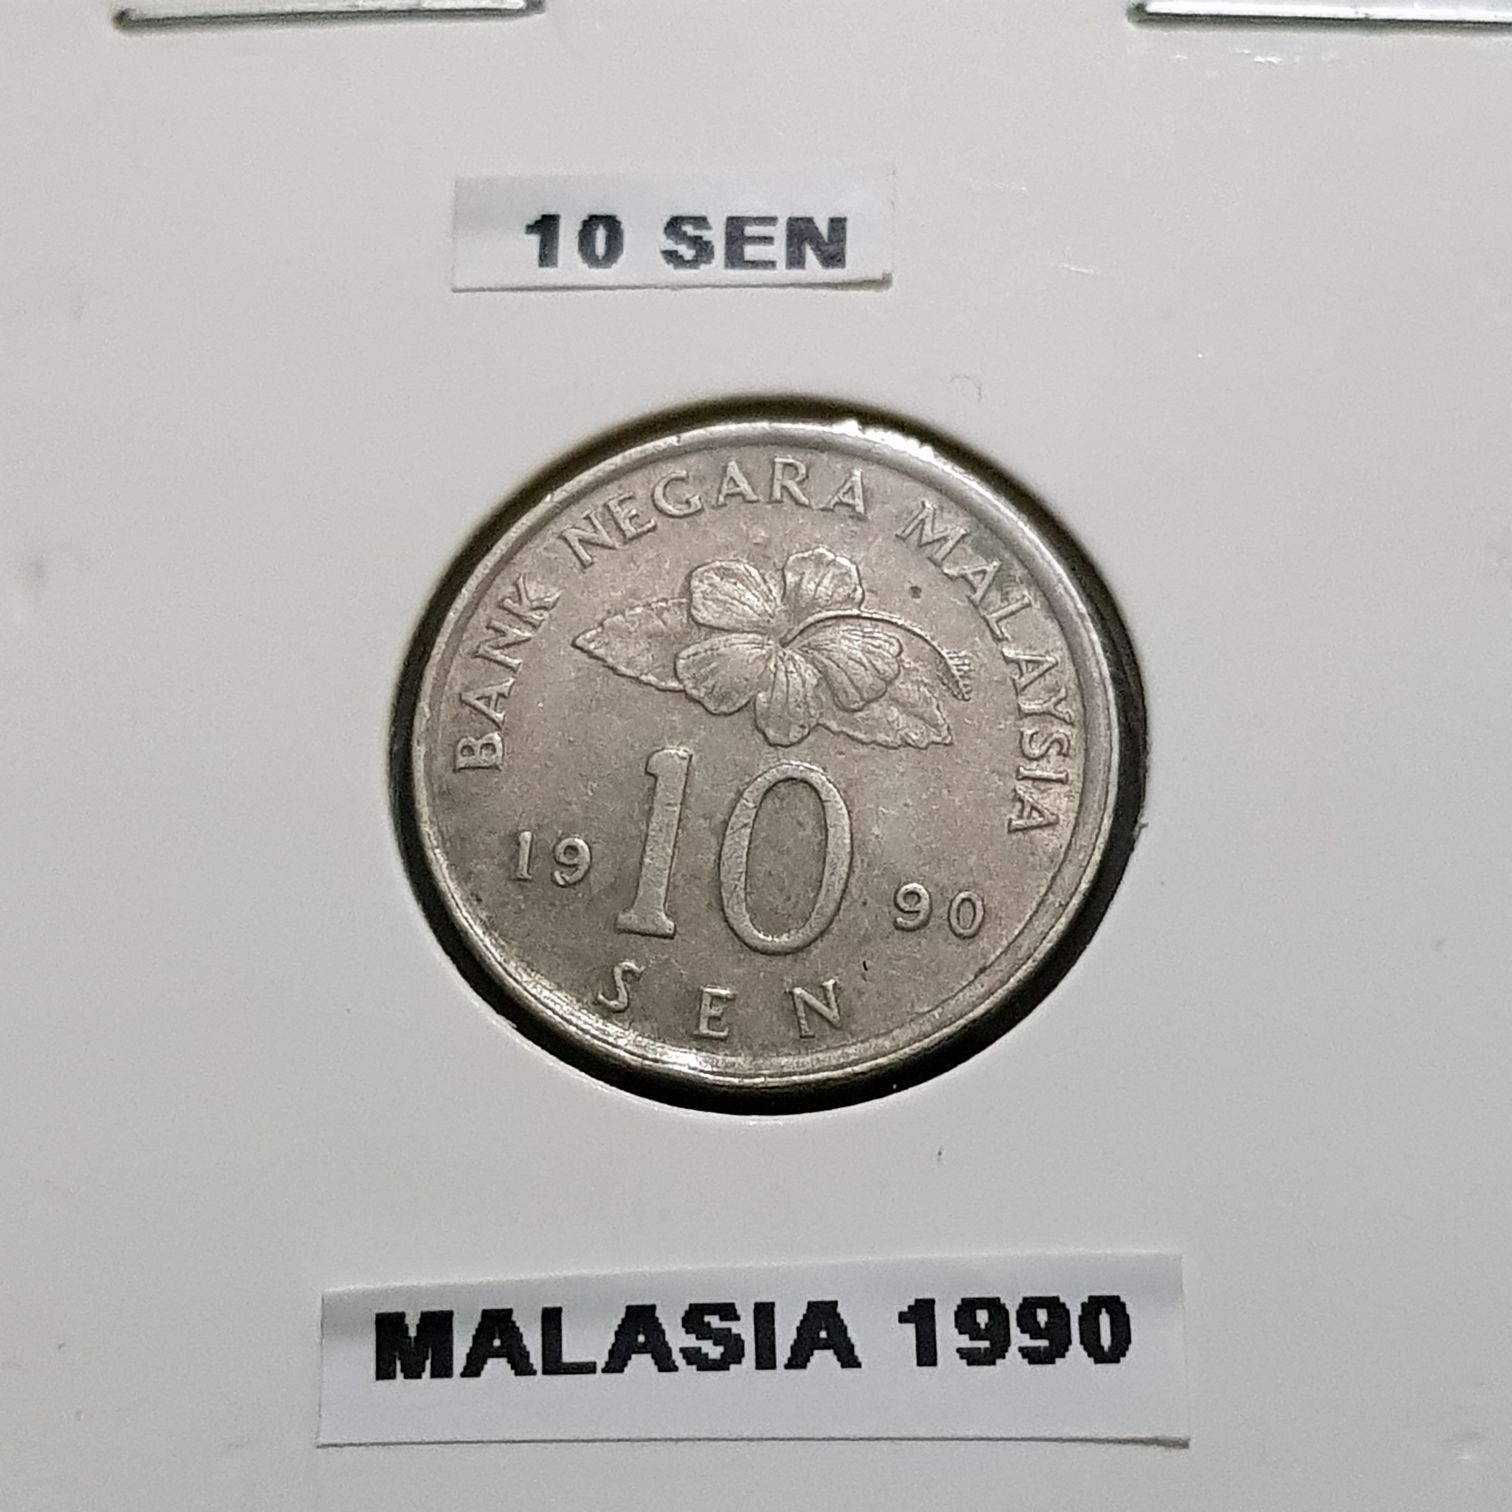 10 SEN
BANK NEGARA MALAYSIA
19 10 90
SEN
MALASIA 1990